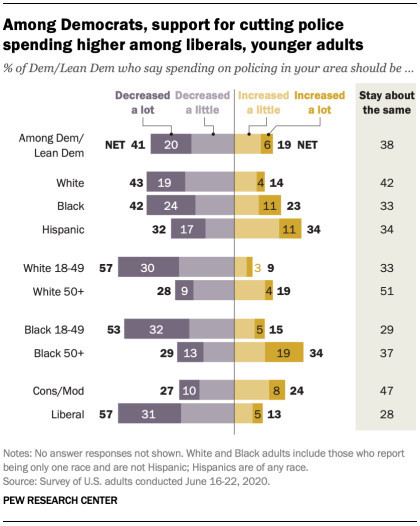 Among Democrats, support for cutting police
spending higher among liberals, younger adults
% of Dem/Lean Dem who say spending on policing in your area should be ...
Decreased a lot Decreased a little Increased a little Increased a lot Stay about the same
Among Dem/Lean Dem NET 41 20 6 19 NET 38
White 43 19 4 14 42
Black 42 24 11 23 33
Hispanic 32 17 11 34 34
White 18-49 57 30 3 9 33
White 50+ 28 9 4 19 51
Black 18-49 53 32 5 15 29
Black 50+ 29 13 19 34 37
Cons/Mod 27 10 8 24 47
Liberal 57 31 5 13 28
Notes: No answer responses not shown. White and Black adults include those who report
being only one race and are not Hispanic; Hispanics are of any race.
Source: Survey of U.S. adults conducted June 16-22, 2020.
PEW RESEARCH CENTER